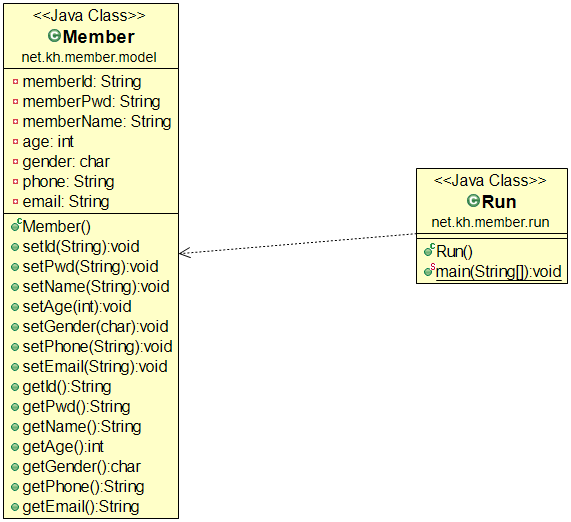 <<Java Class>>
Member
net.kh.member.model
memberId: String
memberPwd: String
memberName: String
age: int
gender: char
phone: String
email: String
Member()
setId(String):void
setPwd(String):void
setName(String):void
setAge(int):void
setGender(char):void
setPhone(String):void
setEmail(String):void
getId():String
getPwd():String
getName():String
getAge():int
getGender():char
getPhone():String
getEmail():String
<<Java Class>>
Run
net.kh.member.run
Run()
main(String[]):void